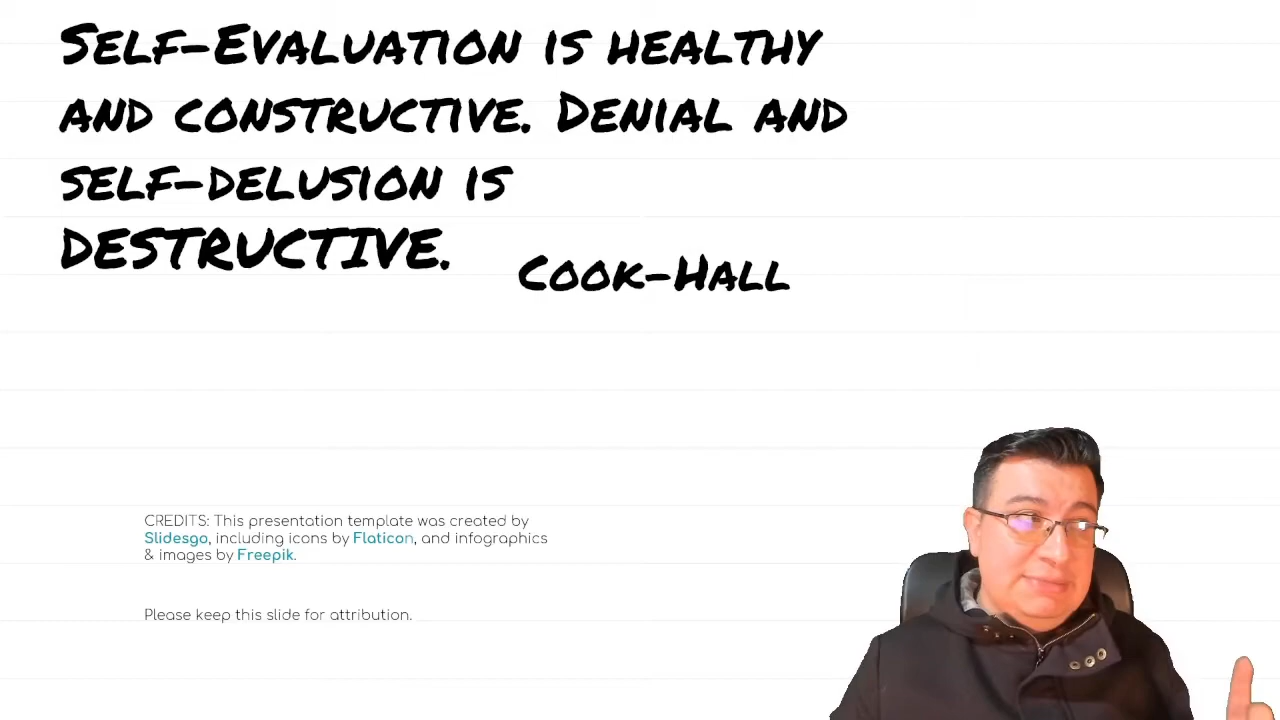 Self-Evaluation is healthy
and constructive. Denial and
self-delusion is
DESTRUCTIVE.
Cook-Hall
CREDITS: This presentation template was created by
Slidesgo, including icons by Flaticon, and infographics
& images by Freepik.
Please keep this slide for attribution.